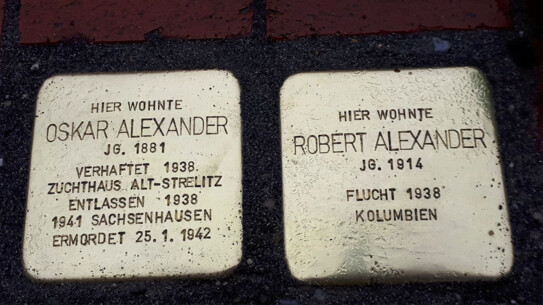 HIER WOHNTE
OSKAR ALEXANDER
JG. 1881
VERHAFTET 1938
ZUCHTHAUS ALT-STRELITZ
ENTLASSEN 1938
1941 SACHSENHAUSEN
ERMORDET 25.1.1942
HIER WOHNTE
ROBERT ALEXANDER
JG. 1914
FLUCHT 1938
KOLUMBIEN